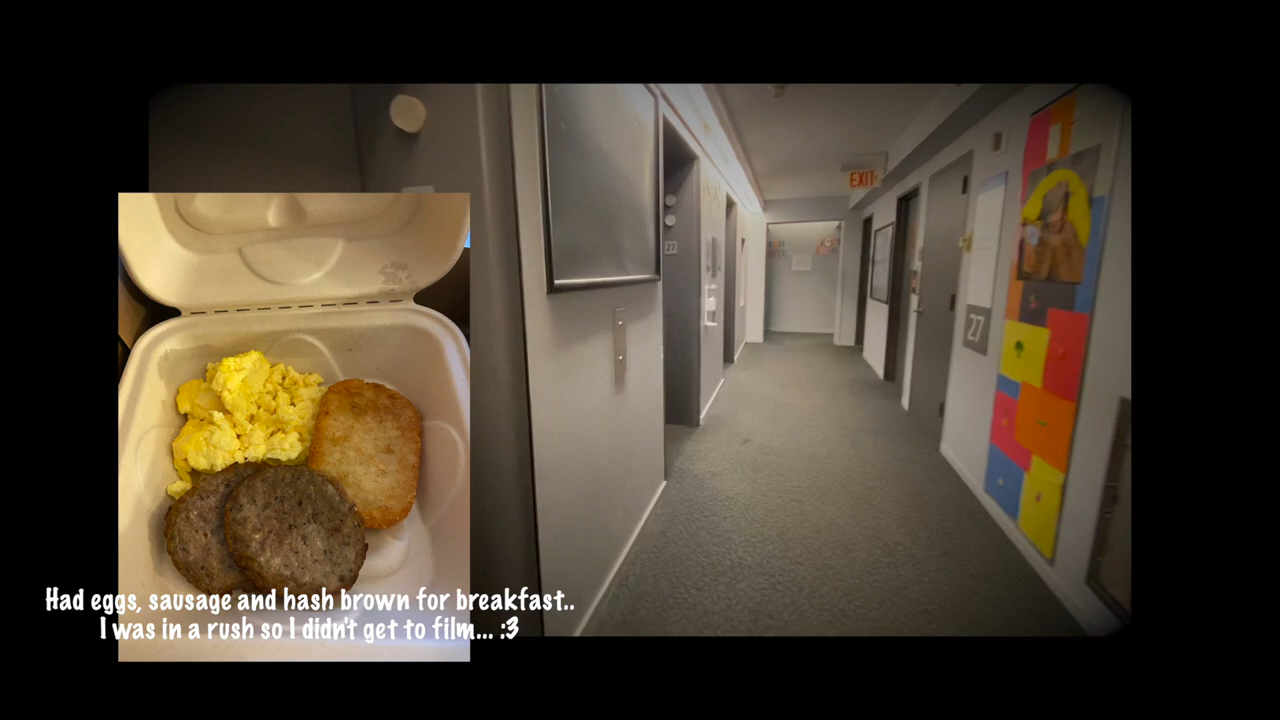 EXIT
27
27
Had eggs, sausage and hash brown for breakfast..
I was in a rush so I didn't get to film... :3